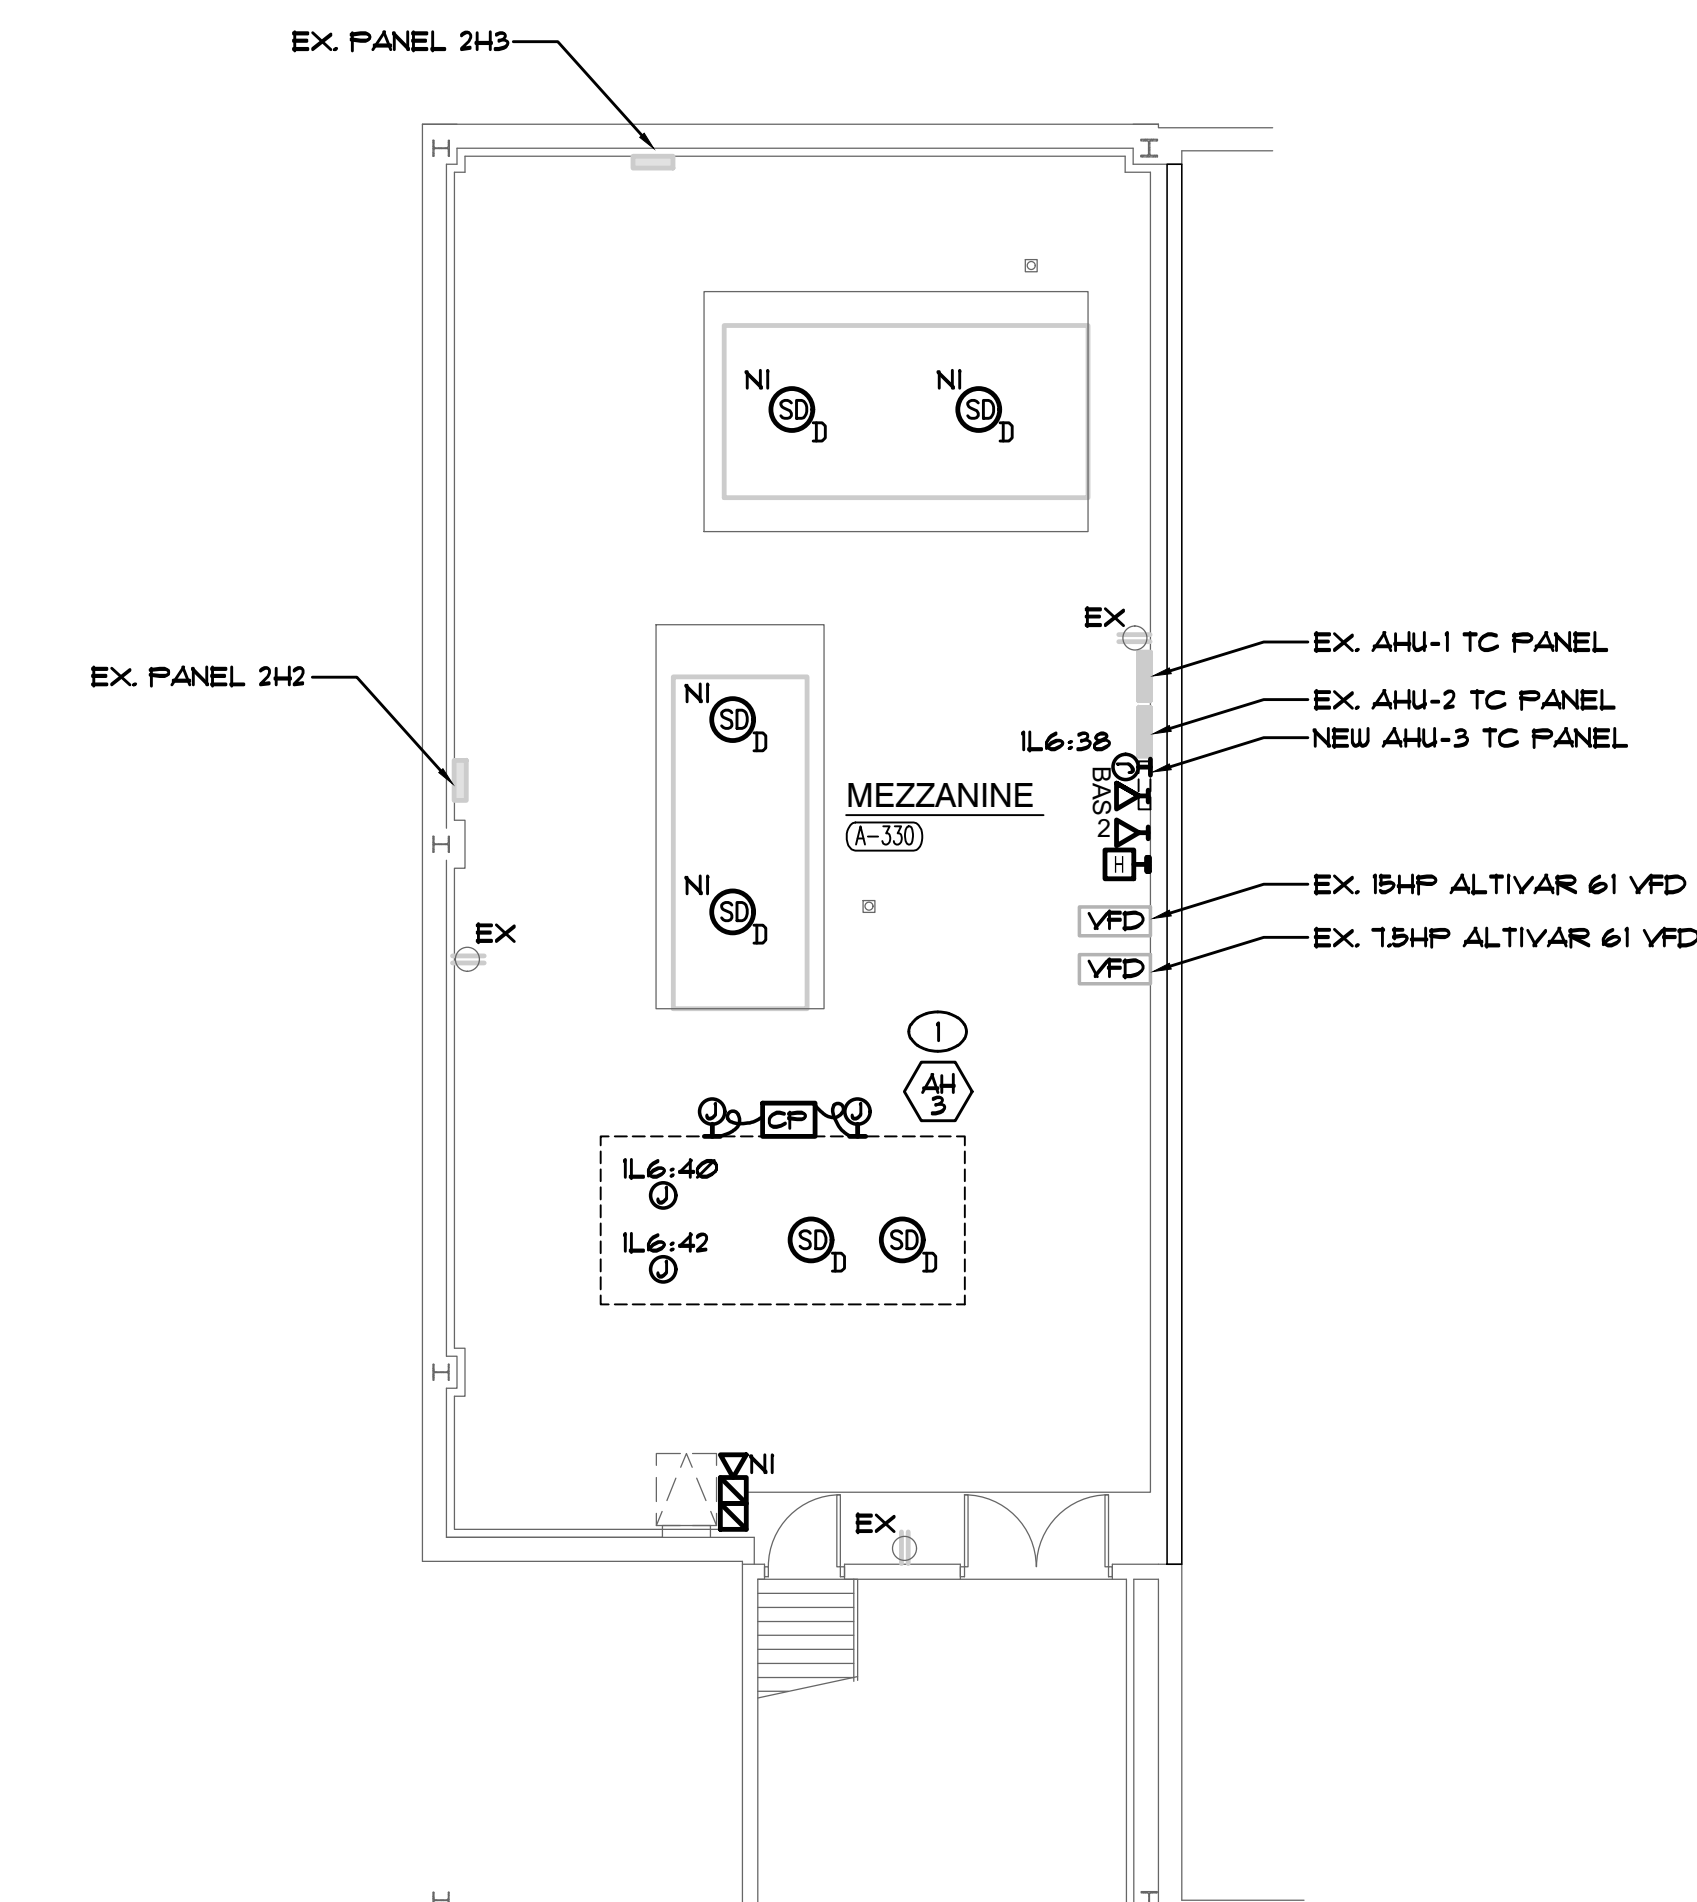 EX. PANEL 2H3
NI
SD
D
NI
SD
D
EX
EX. AHU-1 TC PANEL
EX. PANEL 2H2
NI
SD
D
EX. AHU-2 TC PANEL
1L6:38
NEW AHU-3 TC PANEL
J
BAS
MEZZANINE
A-330
2
H
NI
SD
D
EX. 15HP ALTIVAR 61 VFD
VFD
EX
EX. 7.5HP ALTIVAR 61 VFD
VFD
1
AH
3
J
CP
J
1L6:40
J
1L6:42
J
SD
D
SD
D
NI
EX